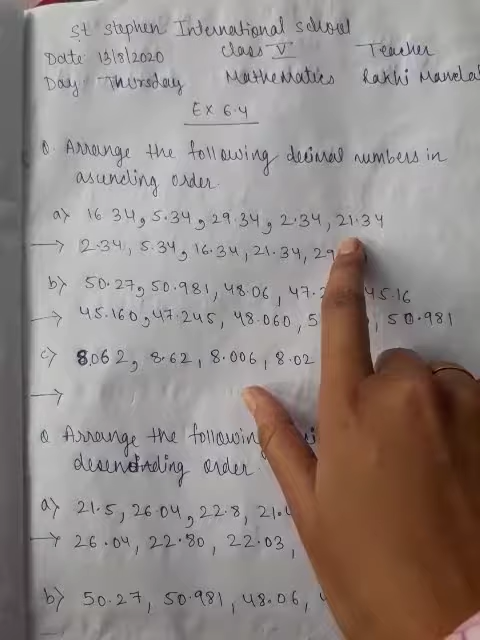 St Stephen International school
Date: 13/8/2020 Class V Teacher
Day: Thursday Mathematics Rakhi Mandal
Ex 6.4
Q. Arrange the following decimal numbers in
ascending order.
a) 16.34, 5.34, 29.34, 2.34, 21.34
→ 2.34, 5.34, 16.34, 21.34, 29
b) 50.27, 50.981, 48.06, 47.2 45.16
→ 45.160, 47.245, 48.060, 5 , 50.981
c) 8.062, 8.62, 8.006, 8.02
→
Q Arrange the following
descending order.
a) 21.5, 26.04, 22.8, 21.4
→ 26.04, 22.80, 22.03,
b) 50.27, 50.981, 48.06,